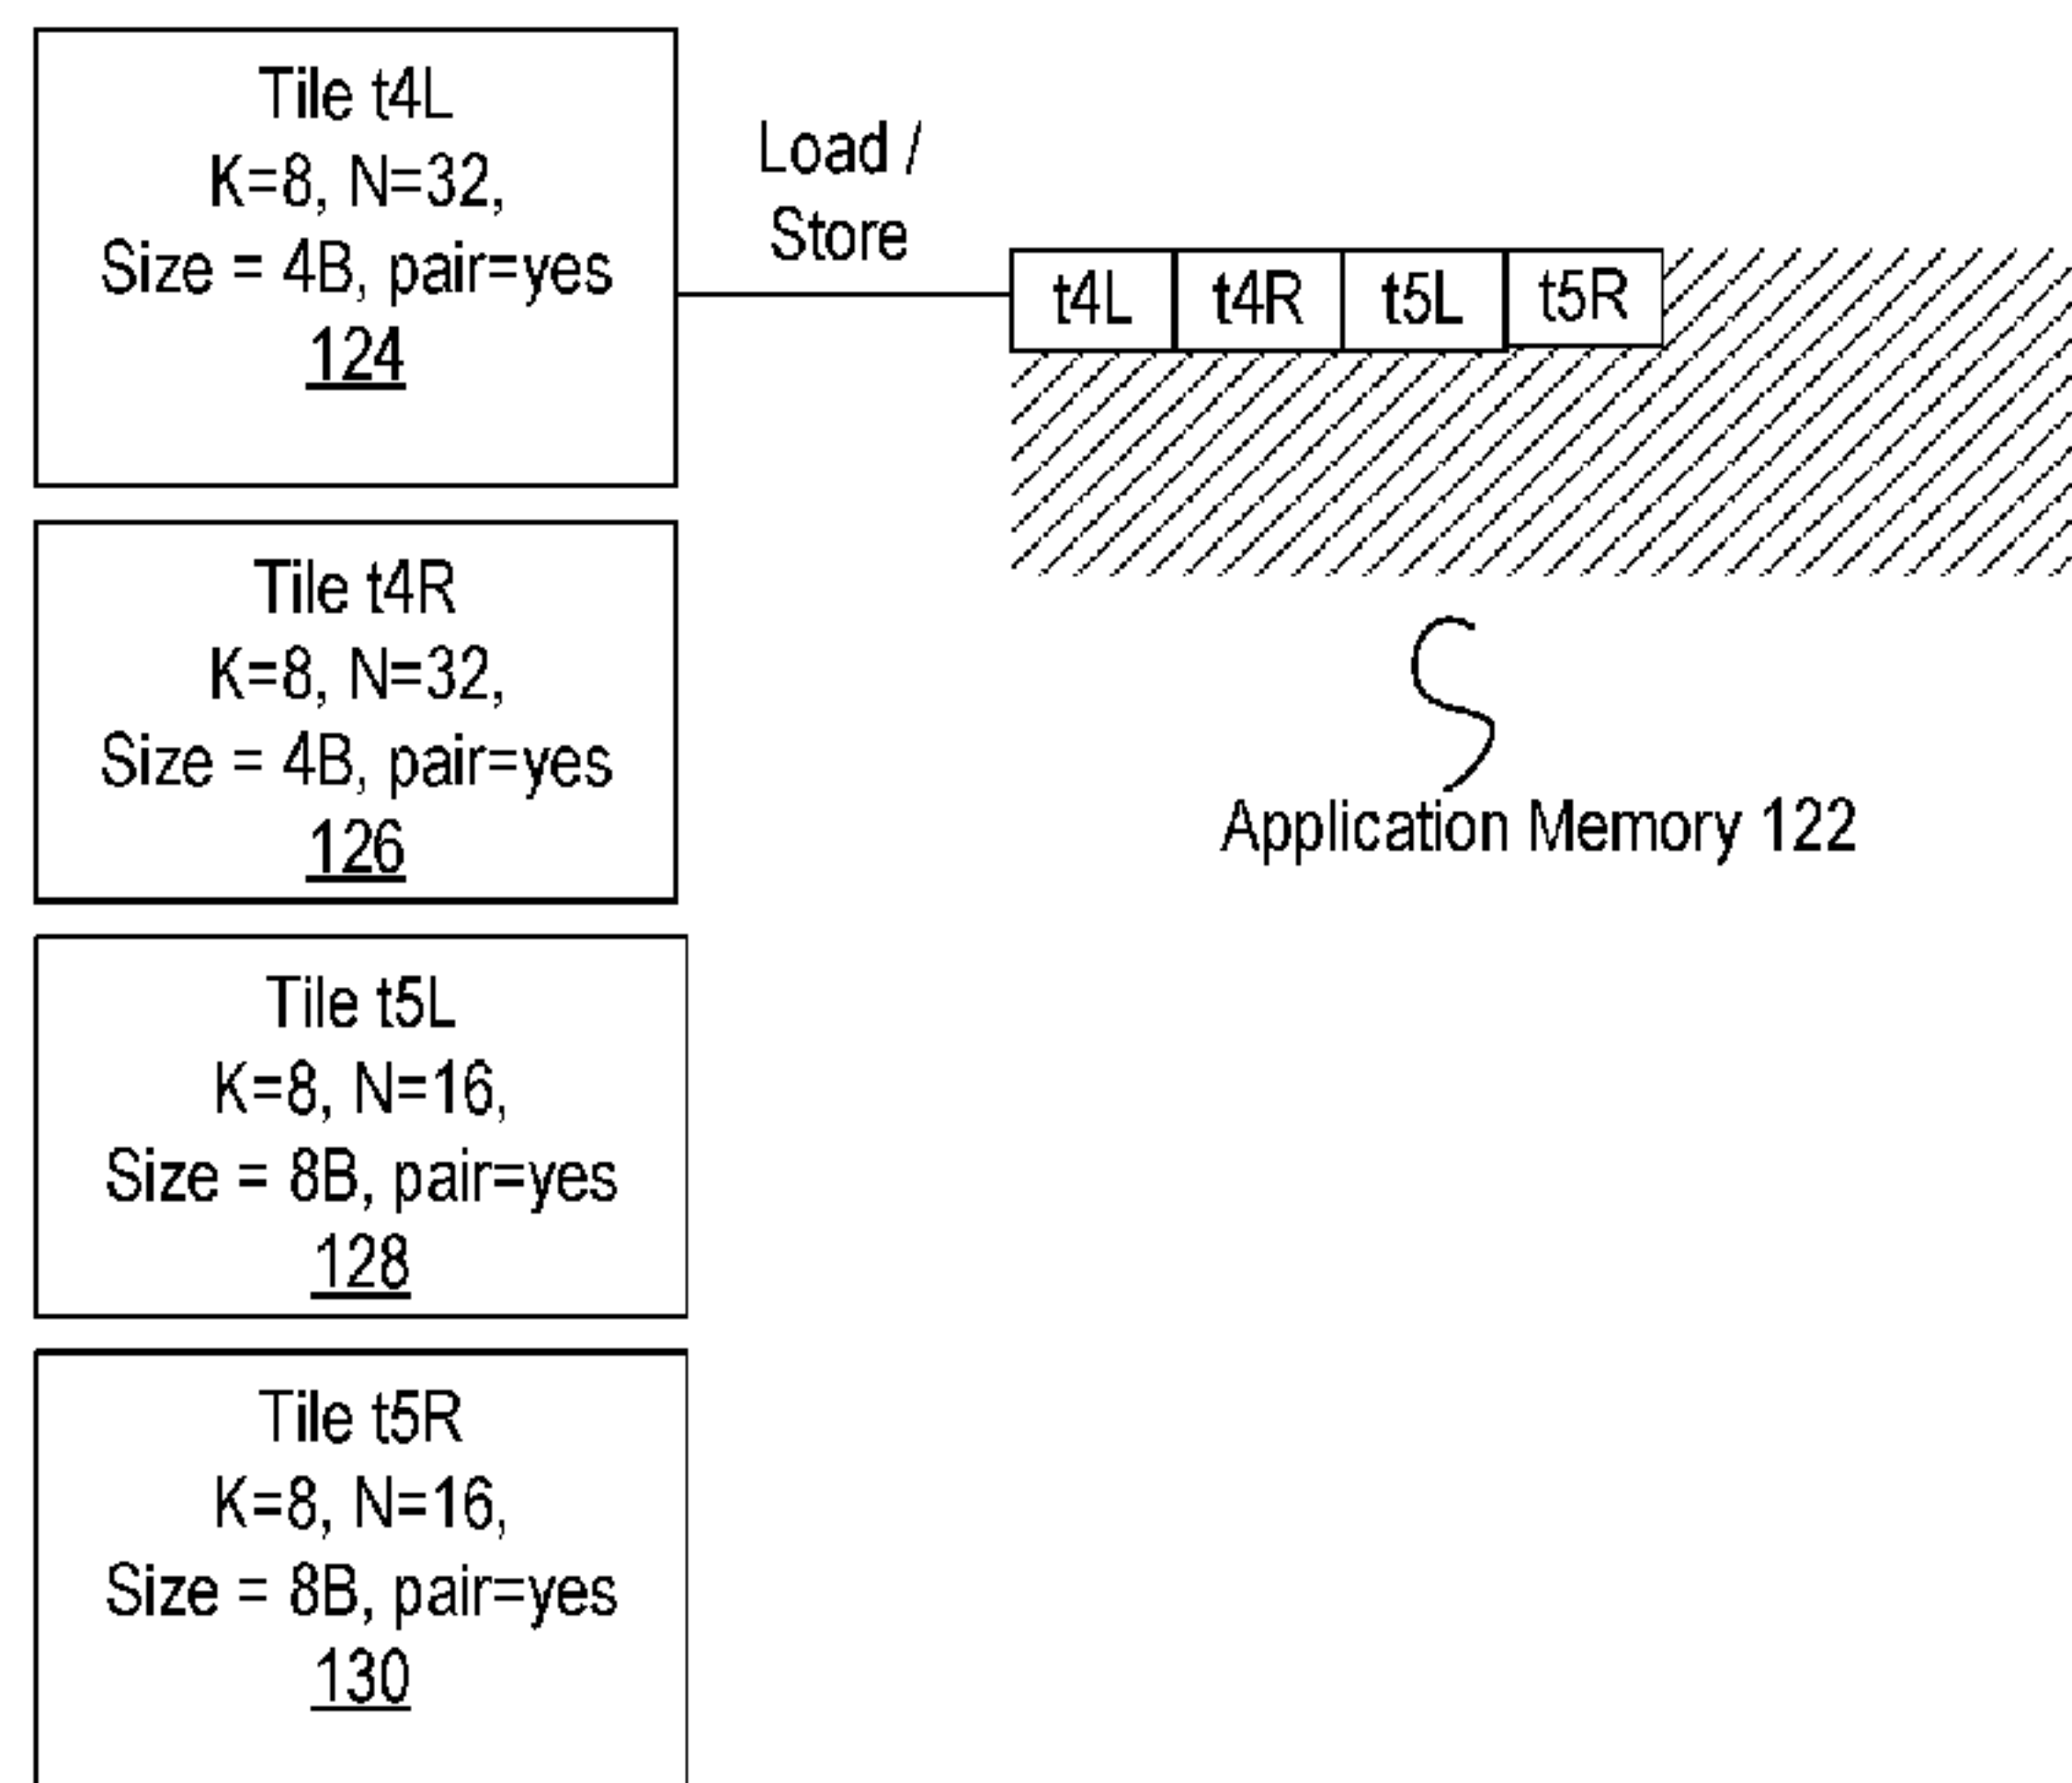 Tile t4L
K=8, N=32,
Size = 4B, pair=yes
124
Load /
Store
t4L t4R t5L t5R
Tile t4R
K=8, N=32,
Size = 4B, pair=yes
126
Application Memory 122
Tile t5L
K=8, N=16,
Size = 8B, pair=yes
128
Tile t5R
K=8, N=16,
Size = 8B, pair=yes
130